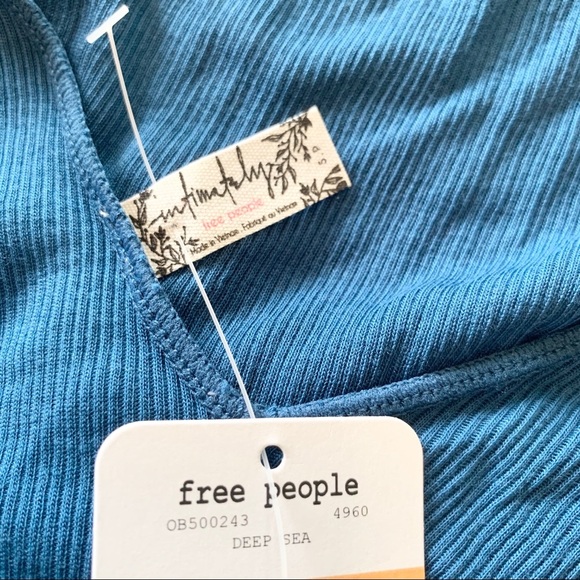 intimately
free people
Made in Vietnam . Fabriqué au Vietnam
S P
free people
OB500243 4960
DEEP SEA